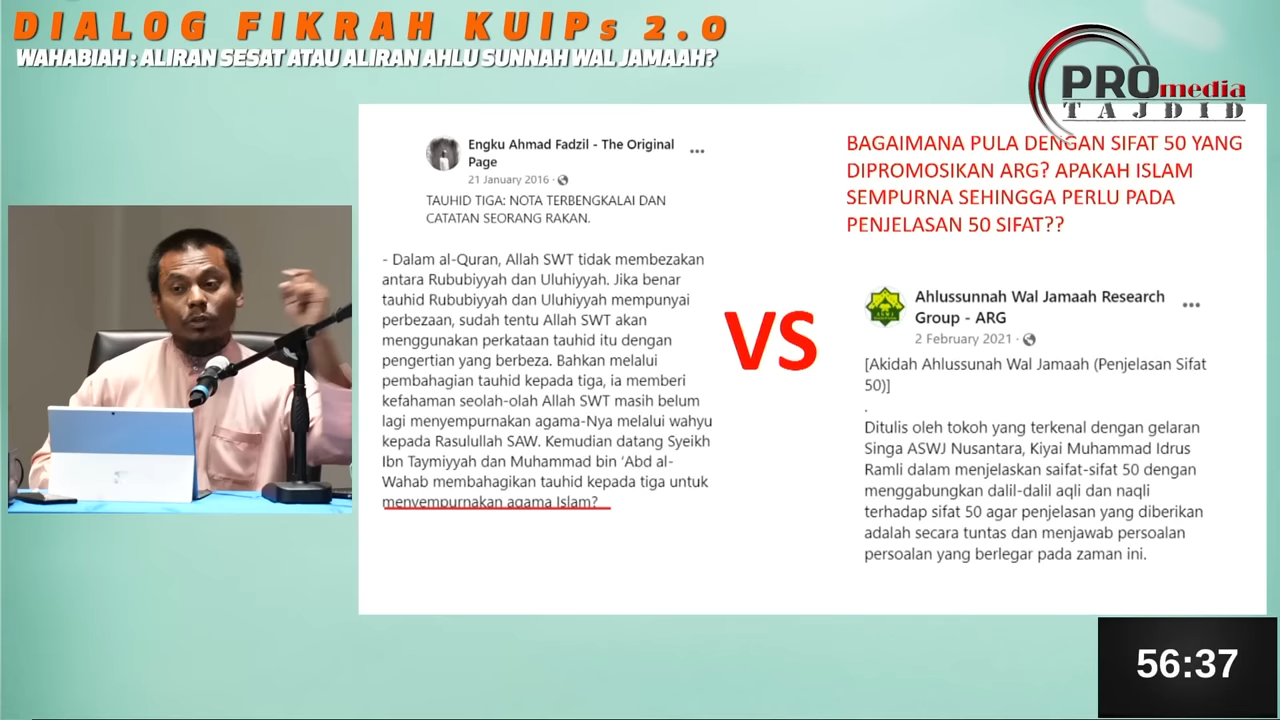 DIALOG FIKRAH KUIPs 2.0
WAHABIAH : ALIRAN SESAT ATAU ALIRAN AHLU SUNNAH WAL JAMAAH?
PROmedia
TAJDID
Engku Ahmad Fadzil - The Original
Page
21 January 2016 ·
TAUHID TIGA: NOTA TERBENGKALAI DAN
CATATAN SEORANG RAKAN.
- Dalam al-Quran, Allah SWT tidak membezakan
antara Rububiyyah dan Uluhiyyah. Jika benar
tauhid Rububiyyah dan Uluhiyyah mempunyai
perbezaan, sudah tentu Allah SWT akan
menggunakan perkataan tauhid itu dengan
pengertian yang berbeza. Bahkan melalui
pembahagian tauhid kepada tiga, ia memberi
kefahaman seolah-olah Allah SWT masih belum
lagi menyempurnakan agama-Nya melalui wahyu
kepada Rasulullah SAW. Kemudian datang Syeikh
Ibn Taymiyyah dan Muhammad bin ‘Abd al-
Wahab membahagikan tauhid kepada tiga untuk
menyempurnakan agama Islam?
VS
BAGAIMANA PULA DENGAN SIFAT 50 YANG
DIPROMOSIKAN ARG? APAKAH ISLAM
SEMPURNA SEHINGGA PERLU PADA
PENJELASAN 50 SIFAT??
Ahlussunnah Wal Jamaah Research
Group - ARG
2 February 2021 ·
[Akidah Ahlussunah Wal Jamaah (Penjelasan Sifat
50)]
.
Ditulis oleh tokoh yang terkenal dengan gelaran
Singa ASWJ Nusantara, Kiyai Muhammad Idrus
Ramli dalam menjelaskan saifat-sifat 50 dengan
menggabungkan dalil-dalil aqli dan naqli
terhadap sifat 50 agar penjelasan yang diberikan
adalah secara tuntas dan menjawab persoalan
persoalan yang berlegar pada zaman ini.
56:37